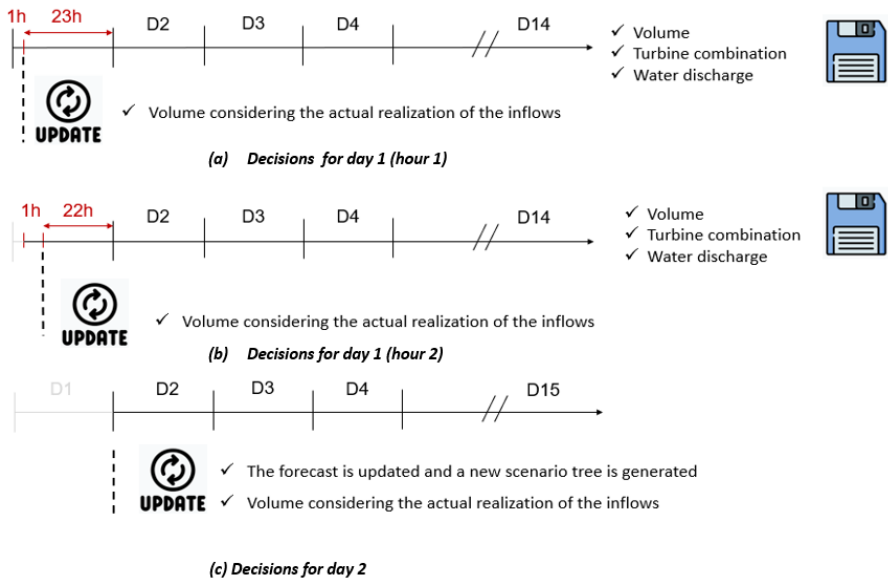 1h 23h D2 D3 D4 D14
✓ Volume
✓ Turbine combination
✓ Water discharge
UPDATE
✓ Volume considering the actual realization of the inflows
(a) Decisions for day 1 (hour 1)
1h 22h D2 D3 D4 D14
✓ Volume
✓ Turbine combination
✓ Water discharge
UPDATE
✓ Volume considering the actual realization of the inflows
(b) Decisions for day 1 (hour 2)
D1 D2 D3 D4 D15
UPDATE
✓ The forecast is updated and a new scenario tree is generated
✓ Volume considering the actual realization of the inflows
(c) Decisions for day 2